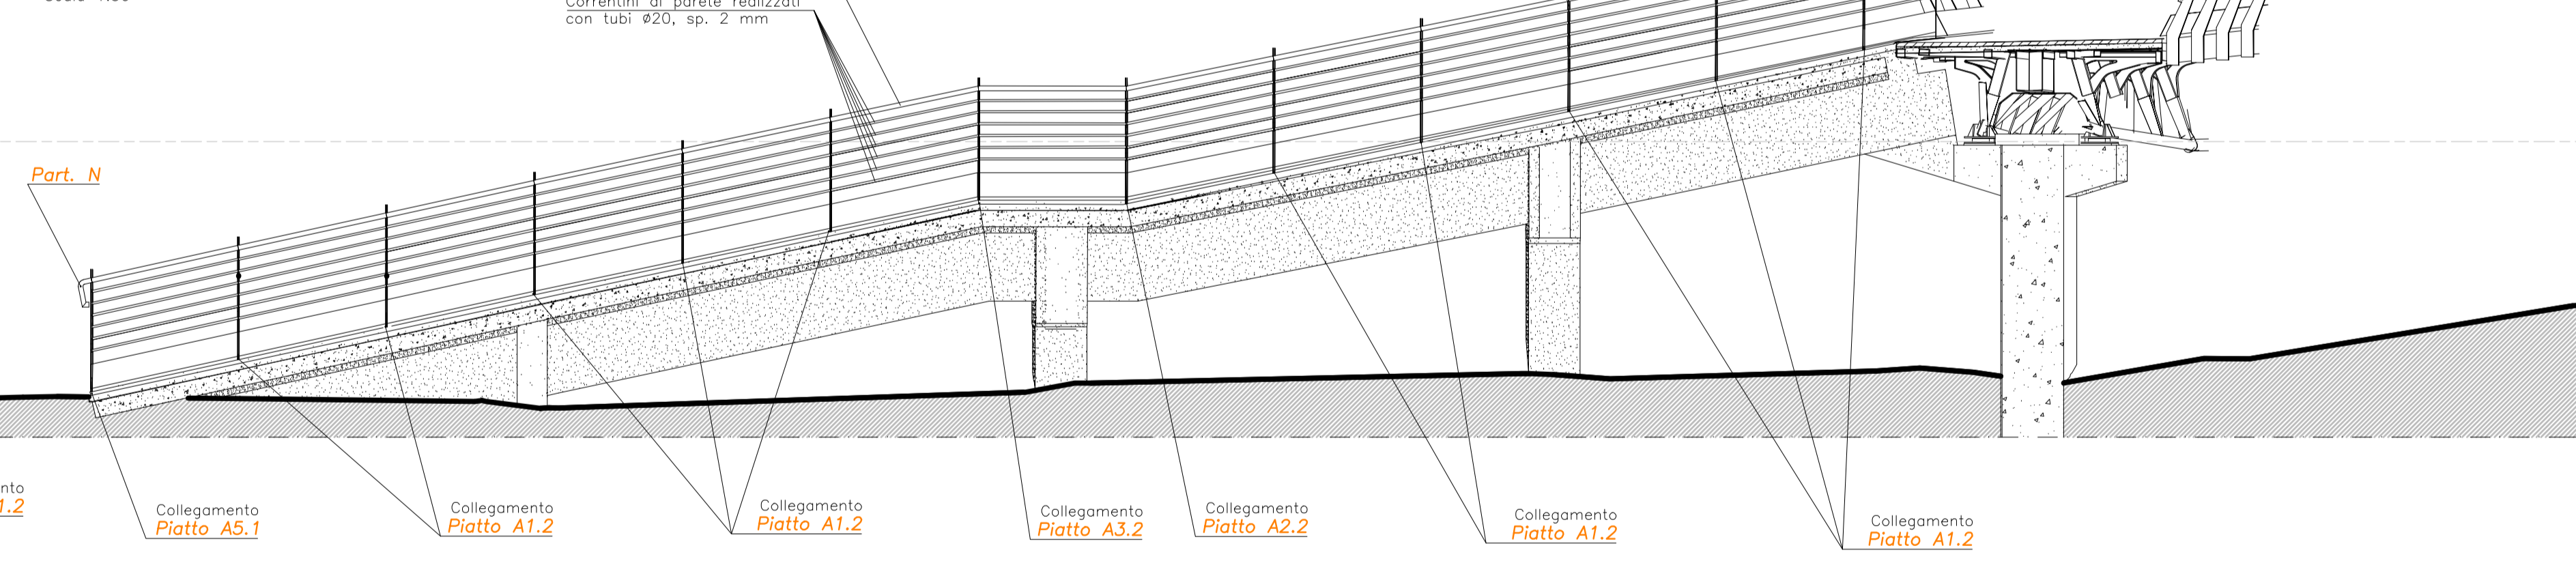 Correntini di parete realizzati
con tubi ø20, sp. 2 mm
Part. N
Collegamento
Piatto A5.1
Collegamento
Piatto A1.2
Collegamento
Piatto A1.2
Collegamento
Piatto A3.2
Collegamento
Piatto A2.2
Collegamento
Piatto A1.2
Collegamento
Piatto A1.2